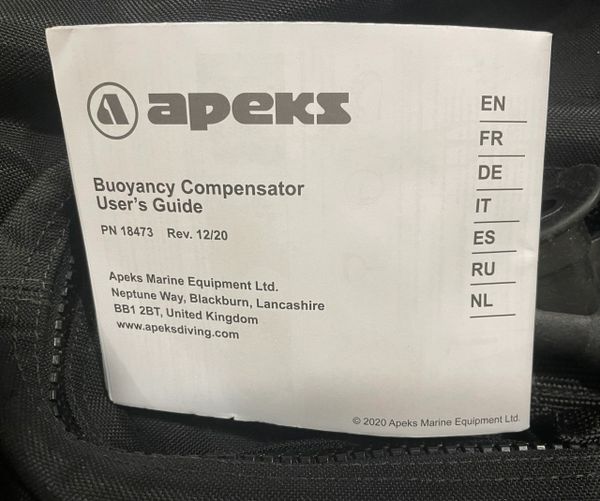 apeks
Buoyancy Compensator
User's Guide
PN 18473 Rev. 12/20
Apeks Marine Equipment Ltd.
Neptune Way, Blackburn, Lancashire
BB1 2BT, United Kingdom
www.apeksdiving.com
EN
FR
DE
IT
ES
RU
NL
© 2020 Apeks Marine Equipment Ltd.